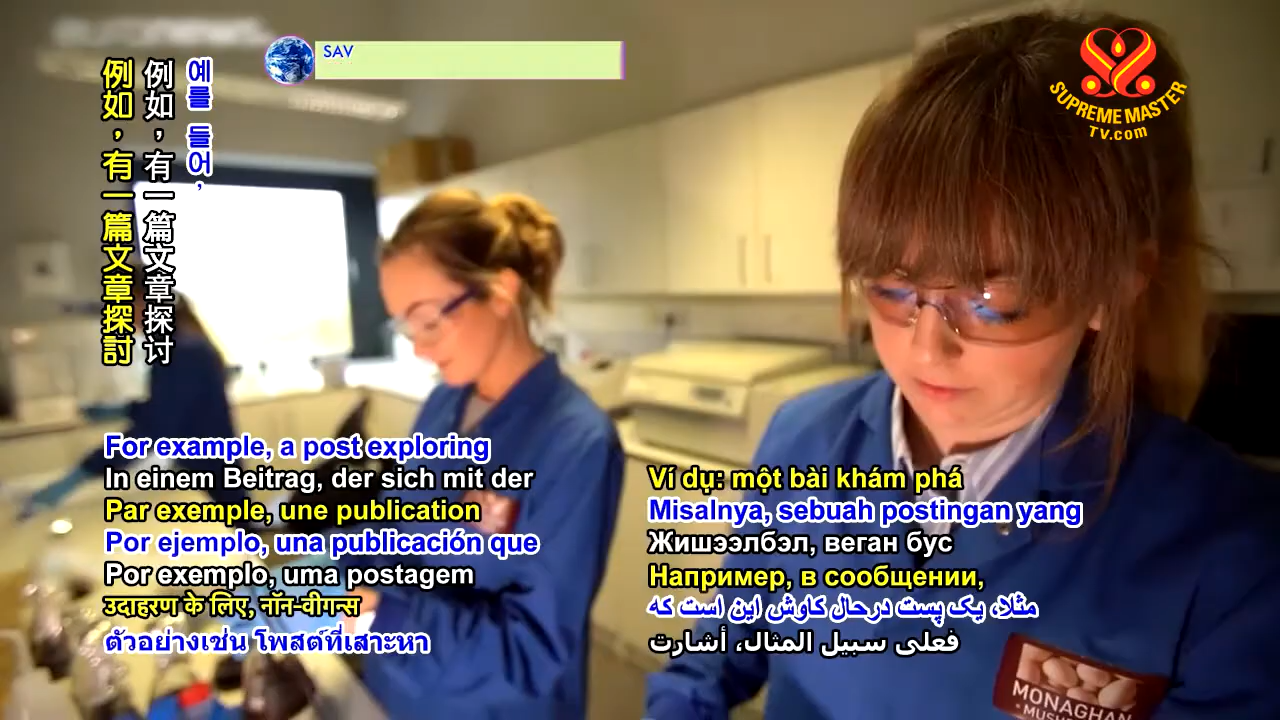 SAV
SUPREME MASTER
TV.com
예를 들어,
例如，有一篇文章探讨
例如，有一篇文章探討
For example, a post exploring
In einem Beitrag, der sich mit der
Par exemple, une publication
Por ejemplo, una publicación que
Por exemplo, uma postagem
उदाहरण के लिए, नॉन-वीगन्स
ตัวอย่างเช่น โพสต์ที่เสาะหา
Ví dụ: một bài khám phá
Misalnya, sebuah postingan yang
Жишээлбэл, веган бус
Например, в сообщении,
مثلا، یک پست درحال کاوش این است که
فعلى سبيل المثال، أشارت
MONAGHAN